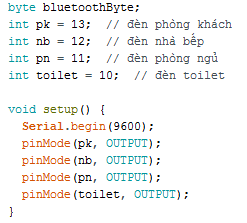 byte bluetoothByte;
int pk = 13;  // đèn phòng khách
int nb = 12;  // đèn nhà bếp
int pn = 11;  // đèn phòng ngủ
int toilet = 10;  // đèn toilet

void setup() {
  Serial.begin(9600);
  pinMode(pk, OUTPUT);
  pinMode(nb, OUTPUT);
  pinMode(pn, OUTPUT);
  pinMode(toilet, OUTPUT);
}